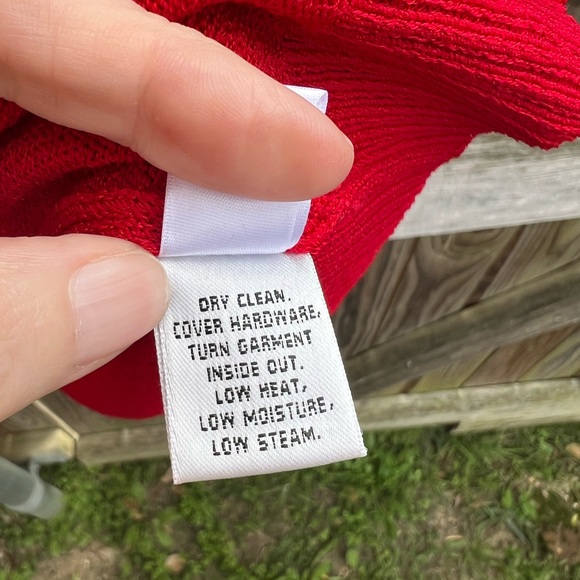 DRY CLEAN.
COVER HARDWARE,
TURN GARMENT
INSIDE OUT.
LOW HEAT,
LOW MOISTURE,
LOW STEAM.